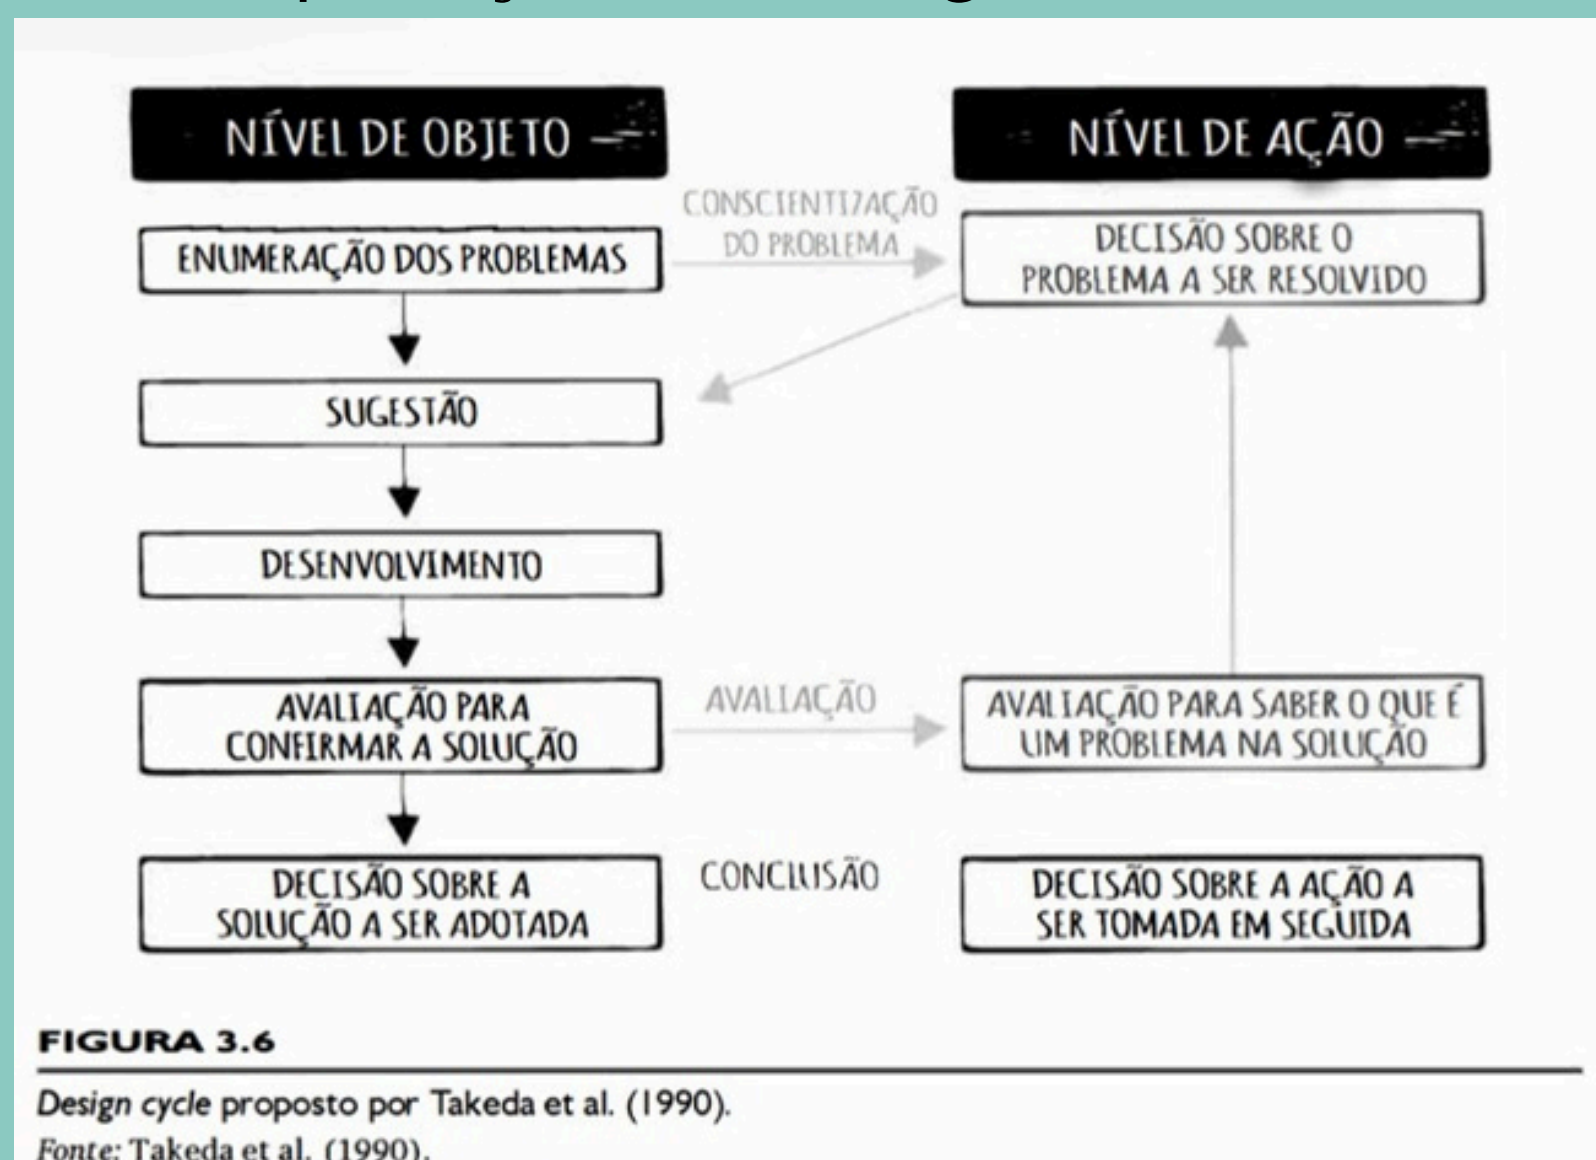 NÍVEL DE OBJETO
NÍVEL DE AÇÃO
CONSCIENTIZAÇÃO
DO PROBLEMA
ENUMERAÇÃO DOS PROBLEMAS
DECISÃO SOBRE O
PROBLEMA A SER RESOLVIDO
SUGESTÃO
DESENVOLVIMENTO
AVALIAÇÃO PARA
CONFIRMAR A SOLUÇÃO
AVALIAÇÃO
AVALIAÇÃO PARA SABER O QUE É
UM PROBLEMA NA SOLUÇÃO
DECISÃO SOBRE A
SOLUÇÃO A SER ADOTADA
CONCLUSÃO
DECISÃO SOBRE A AÇÃO A
SER TOMADA EM SEGUIDA
FIGURA 3.6
Design cycle proposto por Takeda et al. (1990).
Fonte: Takeda et al. (1990).